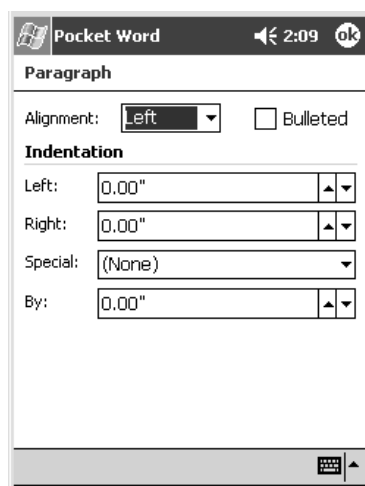 Pocket Word 2:09 ok
Paragraph
Alignment: Left Bulleted
Indentation
Left: 0.00"
Right: 0.00"
Special: (None)
By: 0.00"